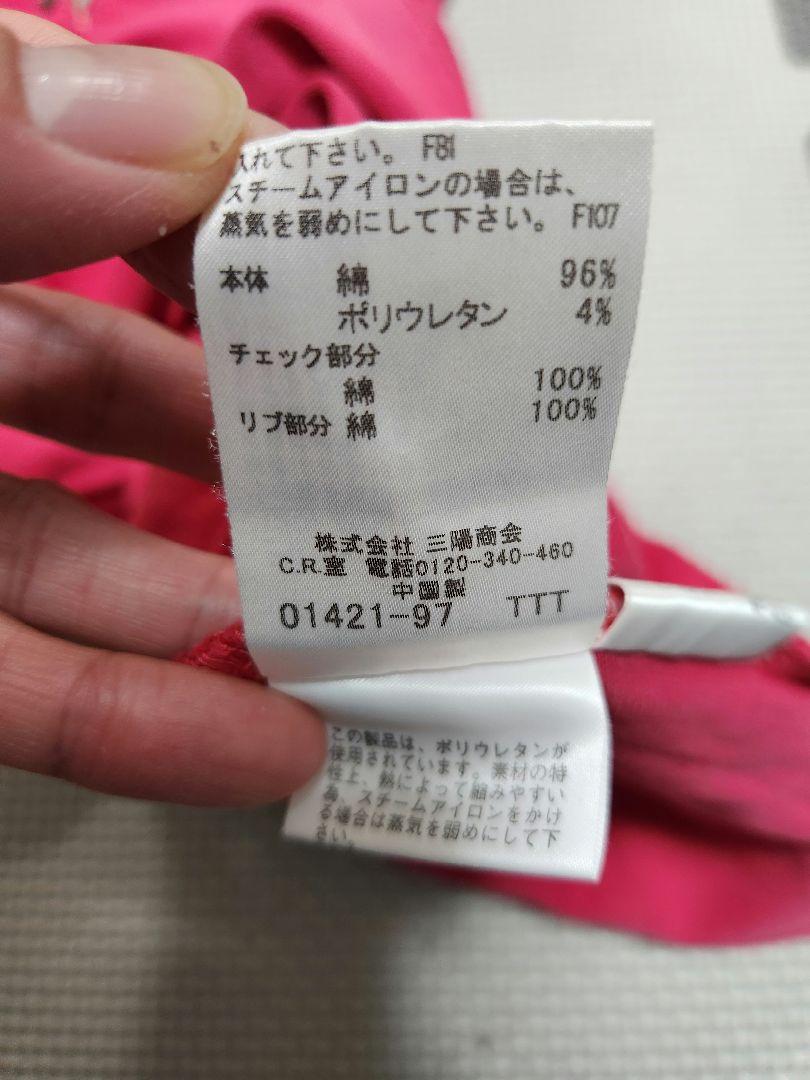 入れて下さい。 F81
スチームアイロンの場合は、
蒸気を弱めにして下さい。 F107
本体 綿 96%
ポリウレタン 4%
チェック部分
綿 100%
リブ部分 綿 100%
株式会社 三陽商会
C.R.室 電話0120-340-460
中国製
01421-97 TTT
この製品は、ポリウレタンが
使用されています。素材の特
性上、熱によって縮みやすい
為、スチームアイロンをかけ
る場合は蒸気を弱めにして下
さい。